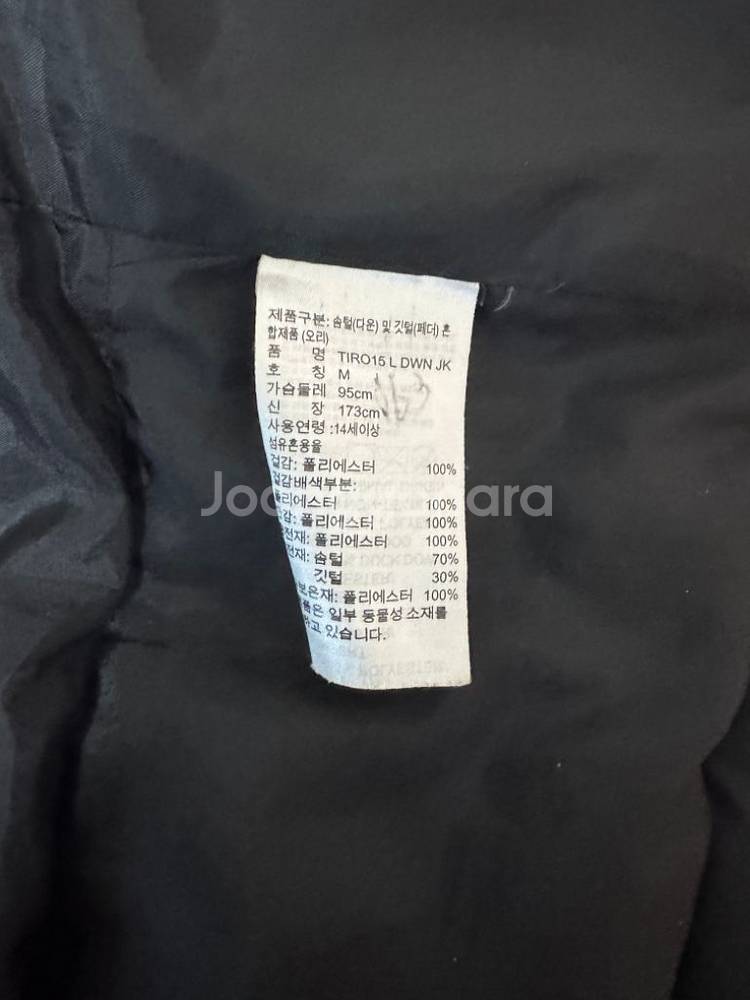 제품구분: 솜털(다운) 및 깃털(페더) 혼
합제품 (오리)
품 명 TIRO15 L DWN JK
호 칭 M
가슴둘레 95cm
신 장 173cm
사용연령 :14세이상
섬유혼용율
겉감: 폴리에스터 100%
겉감배색부분:
폴리에스터 100%
안감: 폴리에스터 100%
충전재: 폴리에스터 100%
충전재: 솜털 70%
깃털 30%
보온재: 폴리에스터 100%
제품은 일부 동물성 소재를
하고 있습니다.